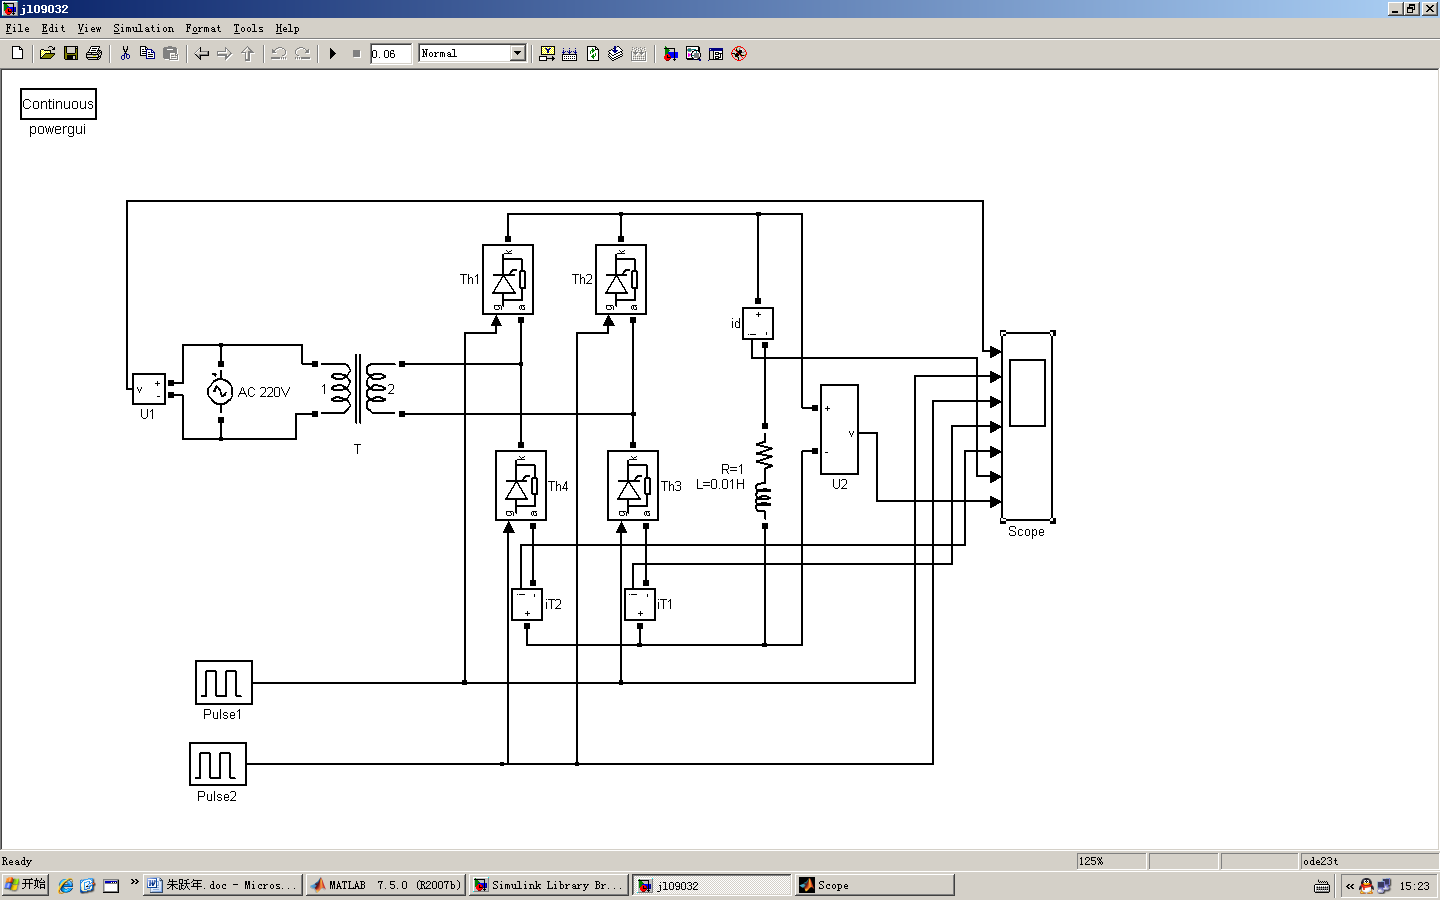 j109032
File Edit View Simulation Format Tools Help
0.06 Normal
Continuous
powergui
k
g a
Th1
k
g a
Th2
+
i -
id
v + -
U1
AC 220V
1 2
T
k
g a
Th4
k
g a
Th3
R=1
L=0.01H
+
v
-
U2
Scope
i -
+
iT2
i -
+
iT1
Pulse1
Pulse2
Ready 125% ode23t
开始 朱跃年.doc - Micros... MATLAB 7.5.0 (R2007b) Simulink Library Br... j109032 Scope 15:23